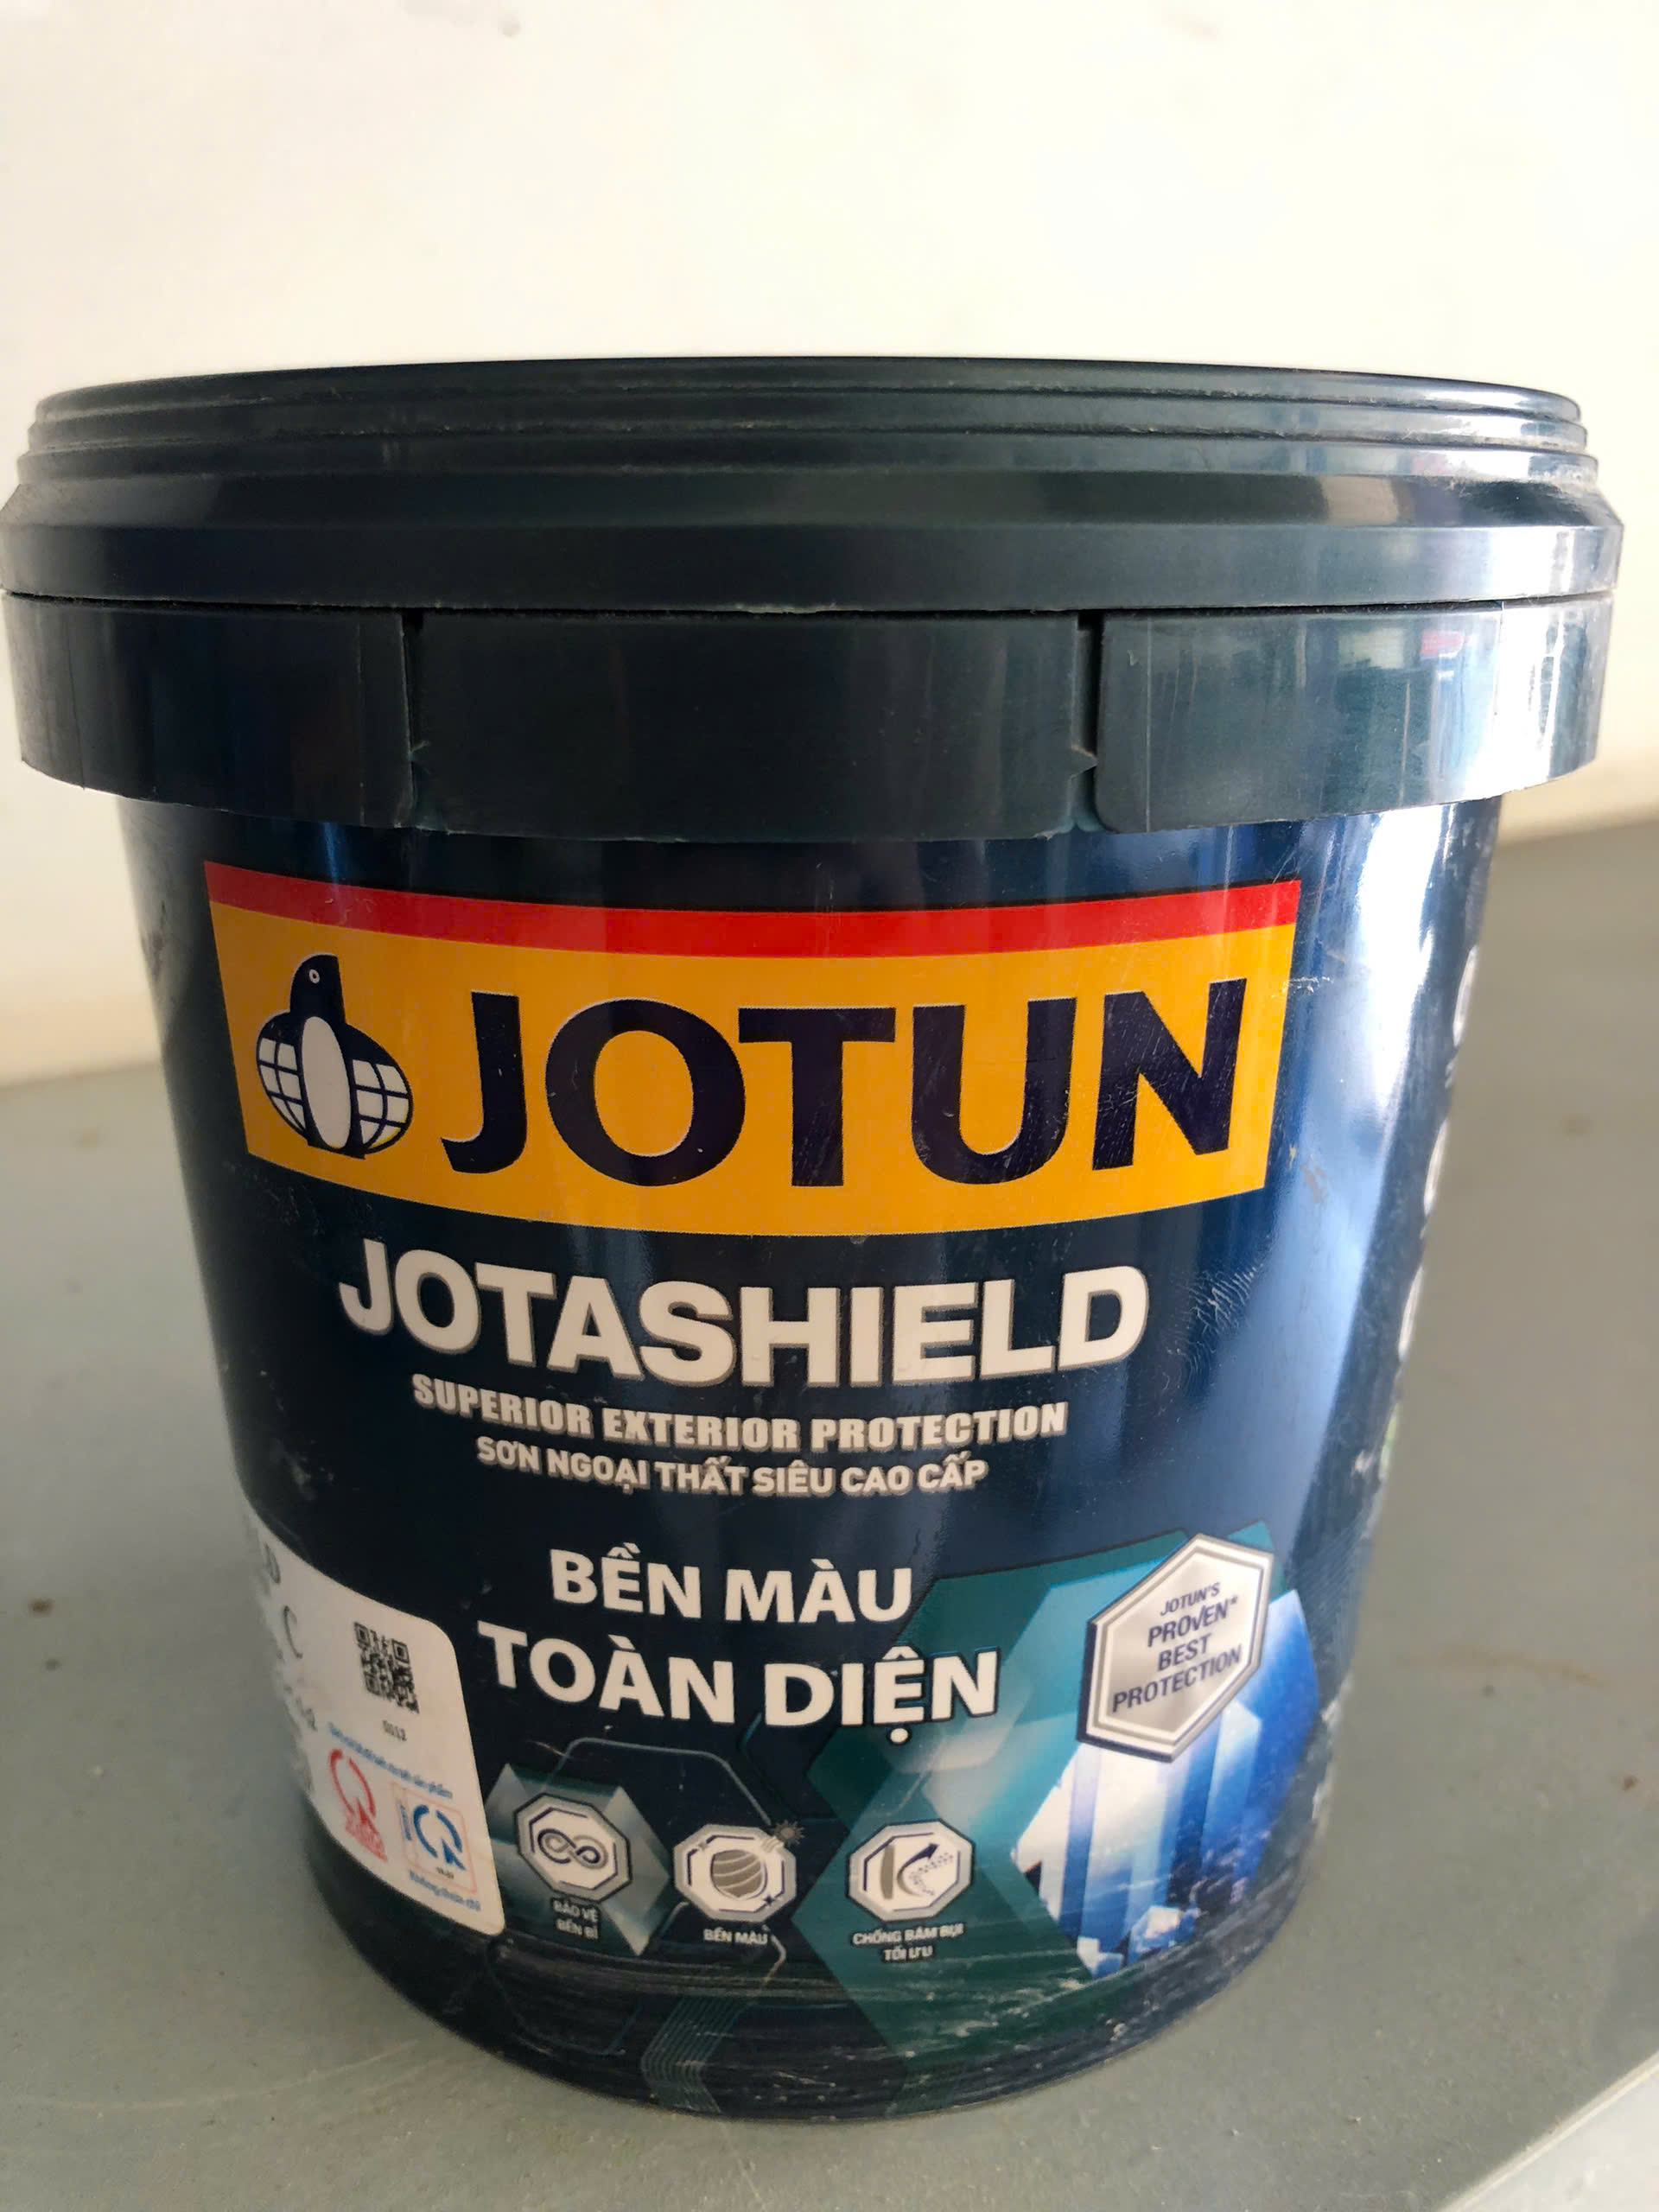 JOTUN
JOTASHIELD
SUPERIOR EXTERIOR PROTECTION
SƠN NGOẠI THẤT SIÊU CAO CẤP
BỀN MÀU
TOÀN DIỆN
JOTUN'S
PROVEN*
BEST
PROTECTION
C
BẢO VỆ
BỀN BỈ
BỀN MÀU
CHỐNG BÁM BỤI
TỐI ƯU